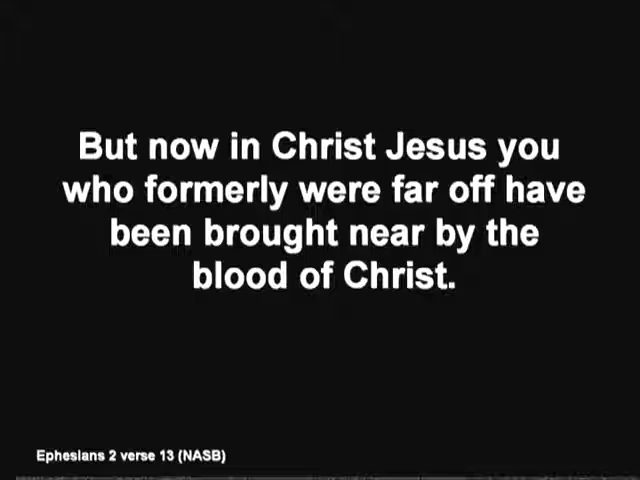 But now in Christ Jesus you
who formerly were far off have
been brought near by the
blood of Christ.
Ephesians 2 verse 13 (NASB)